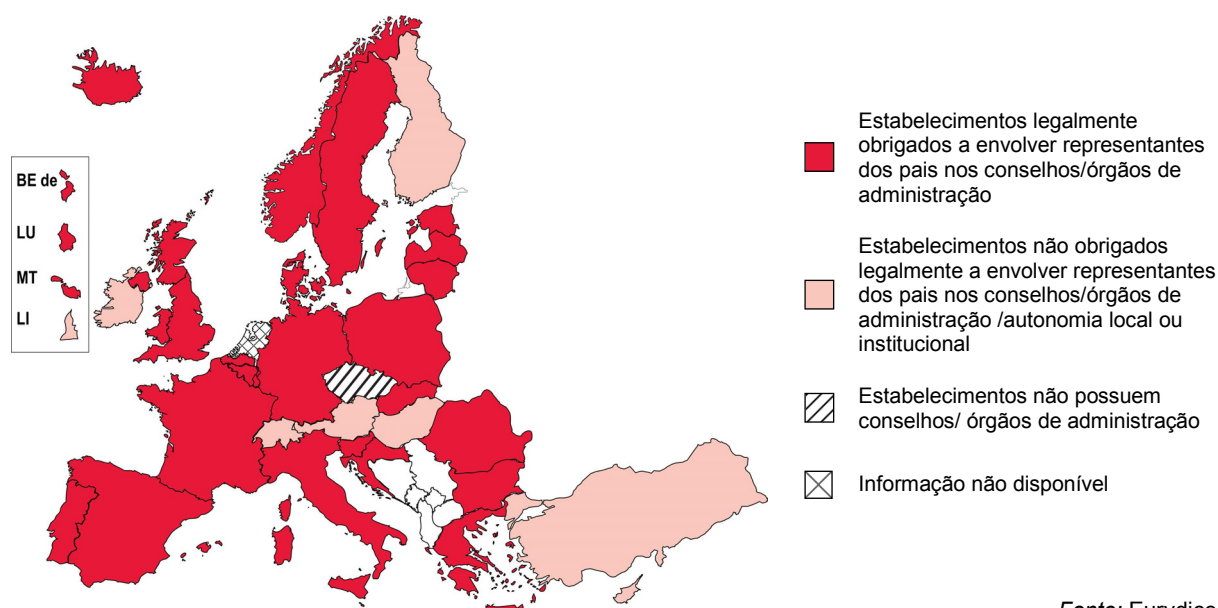 BE de
LU
MT
LI
Estabelecimentos legalmente
obrigados a envolver representantes
dos pais nos conselhos/órgãos de
administração
Estabelecimentos não obrigados
legalmente a envolver representantes
dos pais nos conselhos/órgãos de
administração /autonomia local ou
institucional
Estabelecimentos não possuem
conselhos/ órgãos de administração
Informação não disponível
Fonte: Eurydice